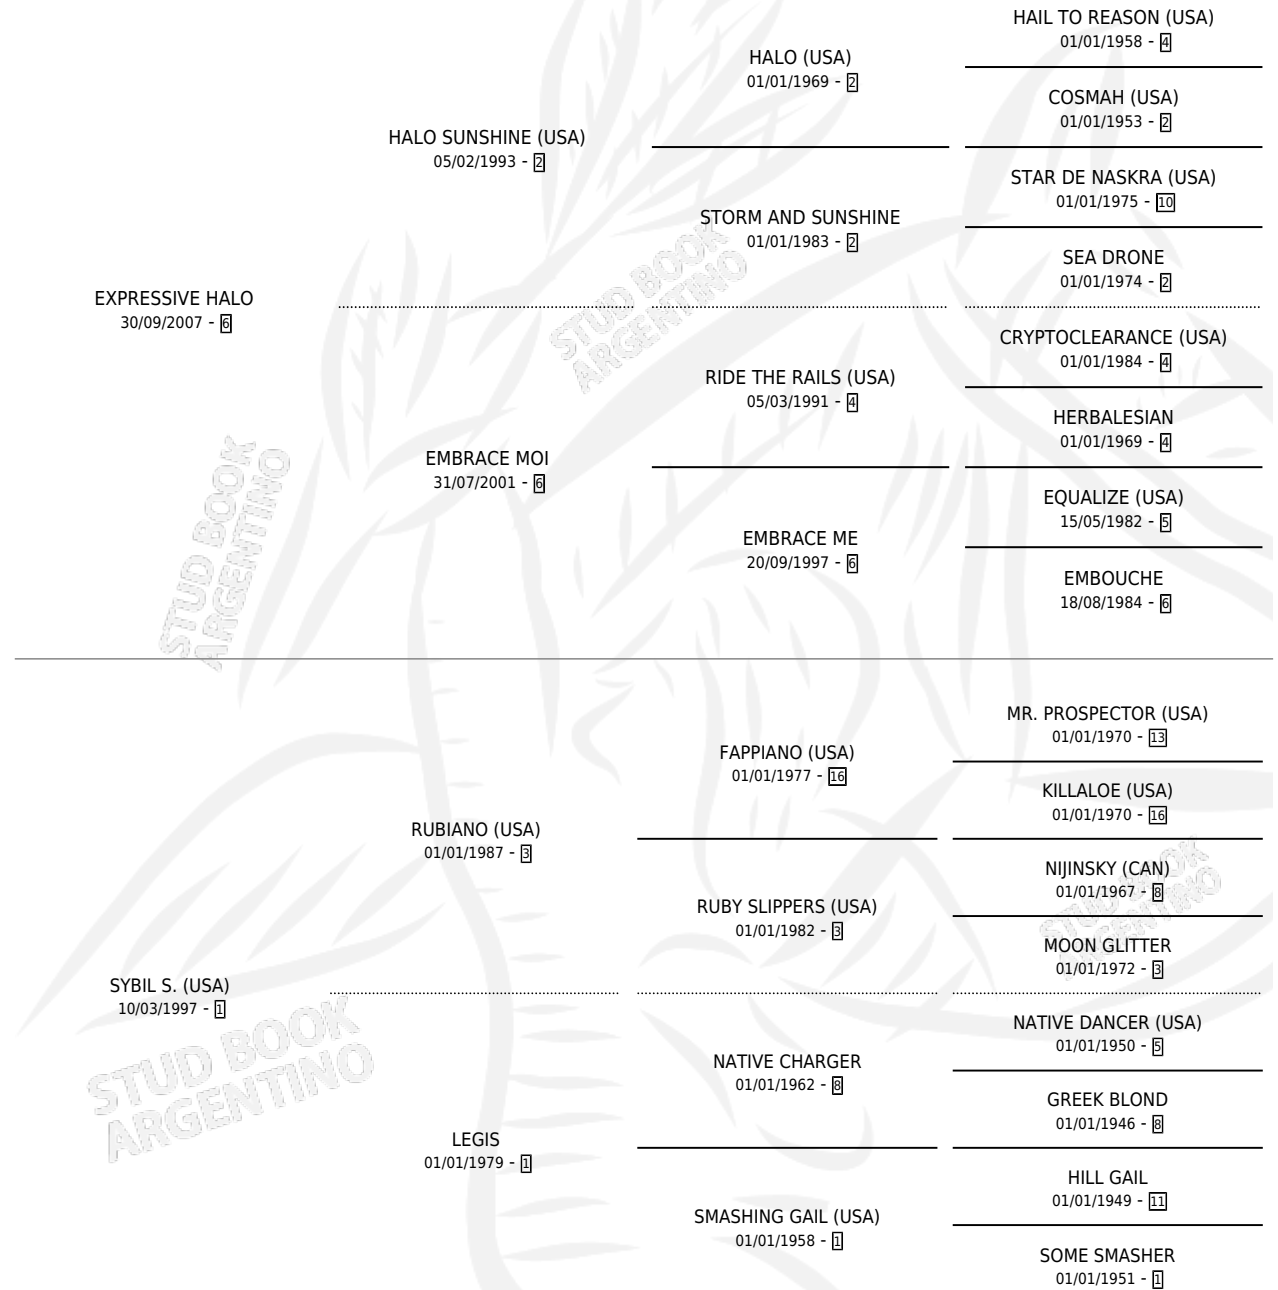 HAIL TO REASON (USA)
01/01/1958 - 4
HALO (USA)
01/01/1969 - 2
COSMAH (USA)
01/01/1953 - 2
HALO SUNSHINE (USA)
05/02/1993 - 2
STAR DE NASKRA (USA)
01/01/1975 - 10
STORM AND SUNSHINE
01/01/1983 - 2
SEA DRONE
01/01/1974 - 2
EXPRESSIVE HALO
30/09/2007 - 6
CRYPTOCLEARANCE (USA)
01/01/1984 - 4
RIDE THE RAILS (USA)
05/03/1991 - 4
HERBALESIAN
01/01/1969 - 4
EMBRACE MOI
31/07/2001 - 6
EQUALIZE (USA)
15/05/1982 - 5
EMBRACE ME
20/09/1997 - 6
EMBOUCHE
18/08/1984 - 6
STUD BOOK
ARGENTINO
STUD BOOK
ARGENTINO
MR. PROSPECTOR (USA)
01/01/1970 - 13
FAPPIANO (USA)
01/01/1977 - 16
KILLALOE (USA)
01/01/1970 - 16
RUBIANO (USA)
01/01/1987 - 3
NIJINSKY (CAN)
01/01/1967 - 8
RUBY SLIPPERS (USA)
01/01/1982 - 3
MOON GLITTER
01/01/1972 - 3
SYBIL S. (USA)
10/03/1997 - 1
NATIVE DANCER (USA)
01/01/1950 - 5
NATIVE CHARGER
01/01/1962 - 8
GREEK BLOND
01/01/1946 - 8
LEGIS
01/01/1979 - 1
HILL GAIL
01/01/1949 - 11
SMASHING GAIL (USA)
01/01/1958 - 1
SOME SMASHER
01/01/1951 - 1
STUD BOOK
ARGENTINO
STUD BOOK
ARGENTINO